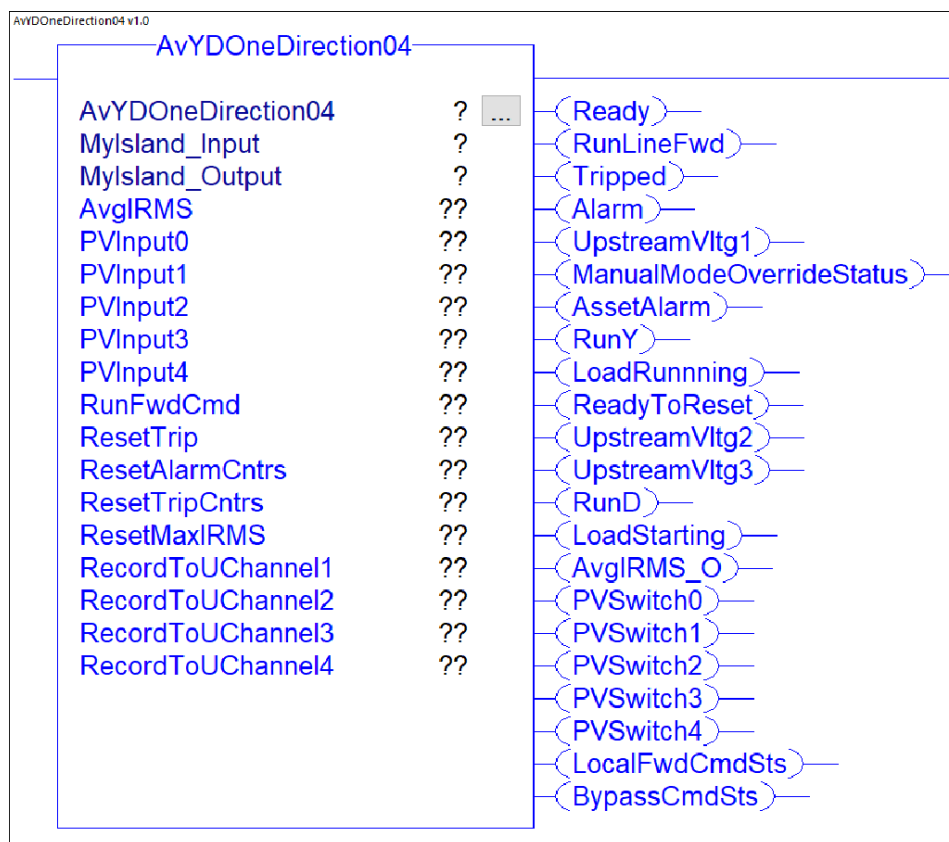 AvYDOneDirection04 v1.0
AvYDOneDirection04
AvYDOneDirection04 ? ... Ready
MyIsland_Input ? RunLineFwd
MyIsland_Output ? Tripped
AvgIRMS ?? Alarm
PVInput0 ?? UpstreamVltg1
PVInput1 ?? ManualModeOverrideStatus
PVInput2 ?? AssetAlarm
PVInput3 ?? RunY
PVInput4 ?? LoadRunnning
RunFwdCmd ?? ReadyToReset
ResetTrip ?? UpstreamVltg2
ResetAlarmCntrs ?? UpstreamVltg3
ResetTripCntrs ?? RunD
ResetMaxIRMS ?? LoadStarting
RecordToUChannel1 ?? AvgIRMS_O
RecordToUChannel2 ?? PVSwitch0
RecordToUChannel3 ?? PVSwitch1
RecordToUChannel4 ?? PVSwitch2
PVSwitch3
PVSwitch4
LocalFwdCmdSts
BypassCmdSts